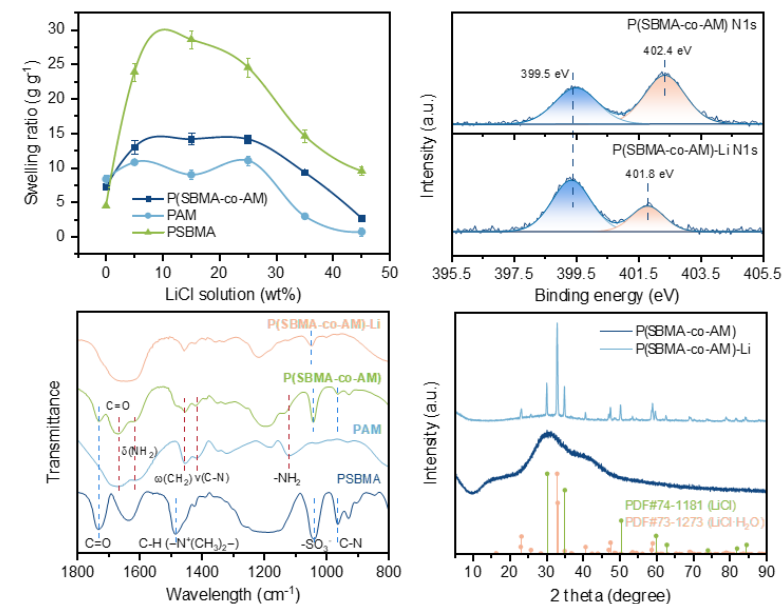 30
25
20
15
10
5
0
Swelling ratio (g g⁻¹)
P(SBMA-co-AM)
PAM
PSBMA
0 10 20 30 40 50
LiCl solution (wt%)
P(SBMA-co-AM) N1s
402.4 eV
399.5 eV
P(SBMA-co-AM)-Li N1s
401.8 eV
Intensity (a.u.)
395.5 397.5 399.5 401.5 403.5 405.5
Binding energy (eV)
P(SBMA-co-AM)-Li
P(SBMA-co-AM)
C=O
δ(NH₂)
PAM
ω(CH₂) ν(C-N)
-NH₂
PSBMA
C=O C-H (–N⁺(CH₃)₂–) -SO₃⁻ C-N
Transmittance
1800 1600 1400 1200 1000 800
Wavelength (cm⁻¹)
P(SBMA-co-AM)
P(SBMA-co-AM)-Li
PDF#74-1181 (LiCl)
PDF#73-1273 (LiCl H₂O)
Intensity (a.u.)
10 20 30 40 50 60 70 80 90
2 theta (degree)